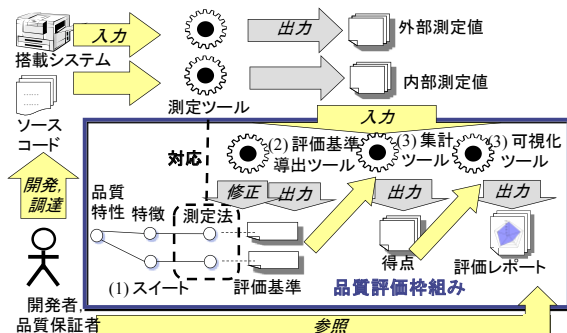 入力
出力
外部測定値
搭載システム
内部測定値
測定ツール
ソース
コード
入力
対応
(2) 評価基準
導出ツール
(3) 集計
ツール
(3) 可視化
ツール
開発,
調達
品質
特性
特徴
測定法
修正
出力
出力
出力
(1) スイート
評価基準
得点
評価レポート
品質評価枠組み
開発者,
品質保証者
参照